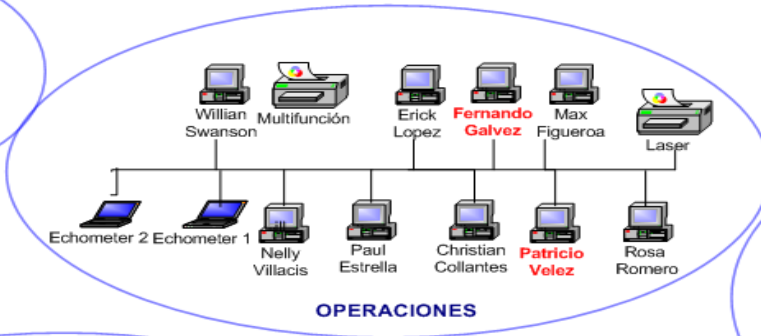 Willian
Swanson
Multifunción
Erick
Lopez
Fernando
Galvez
Max
Figueroa
Laser
Echometer 2
Echometer 1
Nelly
Villacis
Paul
Estrella
Christian
Collantes
Patricio
Velez
Rosa
Romero
OPERACIONES